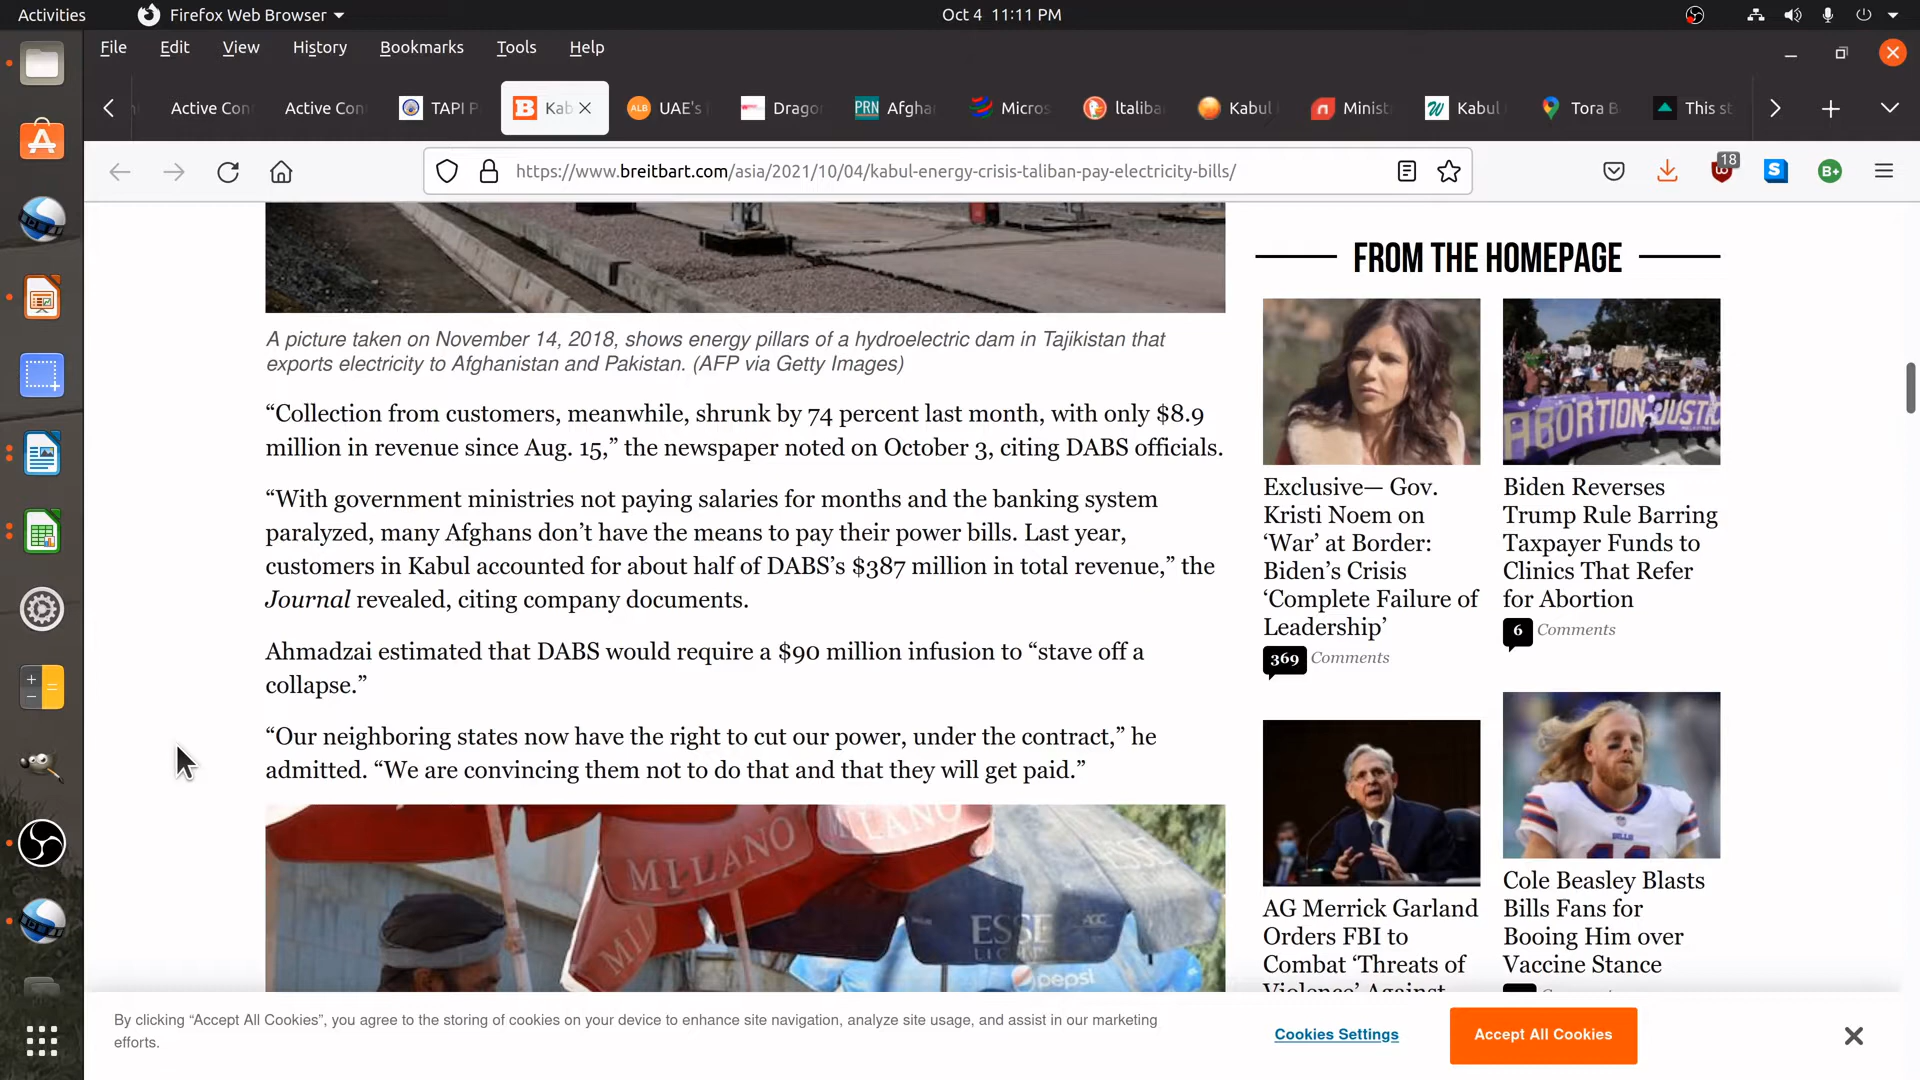 Activities
Firefox Web Browser
Oct 4 11:11 PM
File
Edit
View
History
Bookmarks
Tools
Help
Active Con
Active Con
TAPI P
Kab
UAE's
Drago
Afgha
Micros
ltaliba
Kabul
Minist
Kabul
Tora B
This st
https://www.breitbart.com/asia/2021/10/04/kabul-energy-crisis-taliban-pay-electricity-bills/
18
A picture taken on November 14, 2018, shows energy pillars of a hydroelectric dam in Tajikistan that
exports electricity to Afghanistan and Pakistan. (AFP via Getty Images)
“Collection from customers, meanwhile, shrunk by 74 percent last month, with only $8.9
million in revenue since Aug. 15,” the newspaper noted on October 3, citing DABS officials.
“With government ministries not paying salaries for months and the banking system
paralyzed, many Afghans don’t have the means to pay their power bills. Last year,
customers in Kabul accounted for about half of DABS’s $387 million in total revenue,” the
Journal revealed, citing company documents.
Ahmadzai estimated that DABS would require a $90 million infusion to “stave off a
collapse.”
“Our neighboring states now have the right to cut our power, under the contract,” he
admitted. “We are convincing them not to do that and that they will get paid.”
MILANO
ESSE
pepsi
FROM THE HOMEPAGE
ABORTION JUSTIC
Exclusive— Gov.
Kristi Noem on
‘War’ at Border:
Biden’s Crisis
‘Complete Failure of
Leadership’
369 Comments
Biden Reverses
Trump Rule Barring
Taxpayer Funds to
Clinics That Refer
for Abortion
6 Comments
BILLS
AG Merrick Garland
Orders FBI to
Combat ‘Threats of
Violence’ Against
Cole Beasley Blasts
Bills Fans for
Booing Him over
Vaccine Stance
By clicking “Accept All Cookies”, you agree to the storing of cookies on your device to enhance site navigation, analyze site usage, and assist in our marketing
efforts.
Cookies Settings
Accept All Cookies